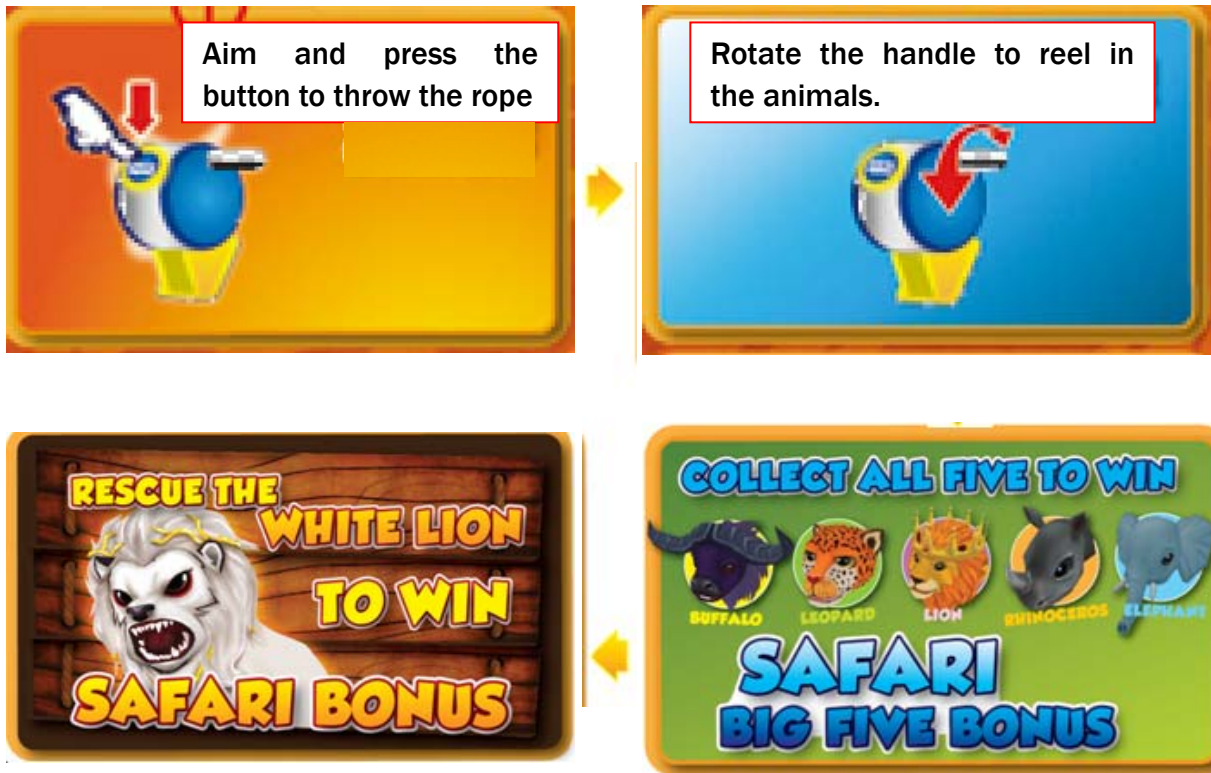 Aim and press the
button to throw the rope
Rotate the handle to reel in
the animals.
RESCUE THE
WHITE LION
TO WIN
SAFARI BONUS
COLLECT ALL FIVE TO WIN
BUFFALO LEOPARD LION RHINOCEROS ELEPHANT
SAFARI
BIG FIVE BONUS